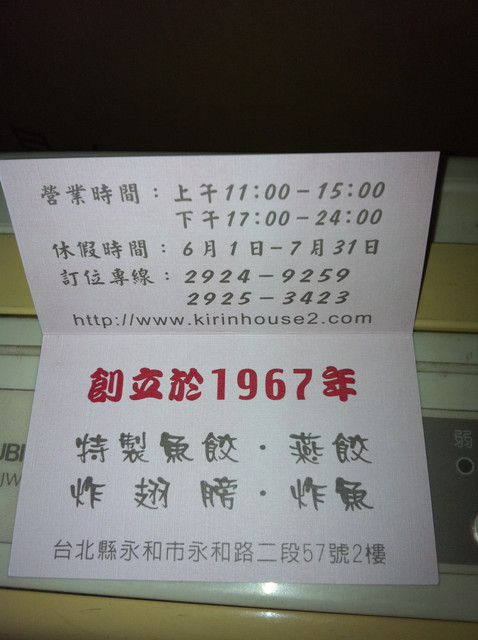 營業時間：上午11:00－15:00
下午17:00－24:00
休假時間：6月1日－7月31日
訂位專線：2924－9259
2925－3423
http://www.kirinhouse2.com
創立於1967年
特製魚餃·燕餃
炸翅膀·炸魚
台北縣永和市永和路二段57號2樓
弱